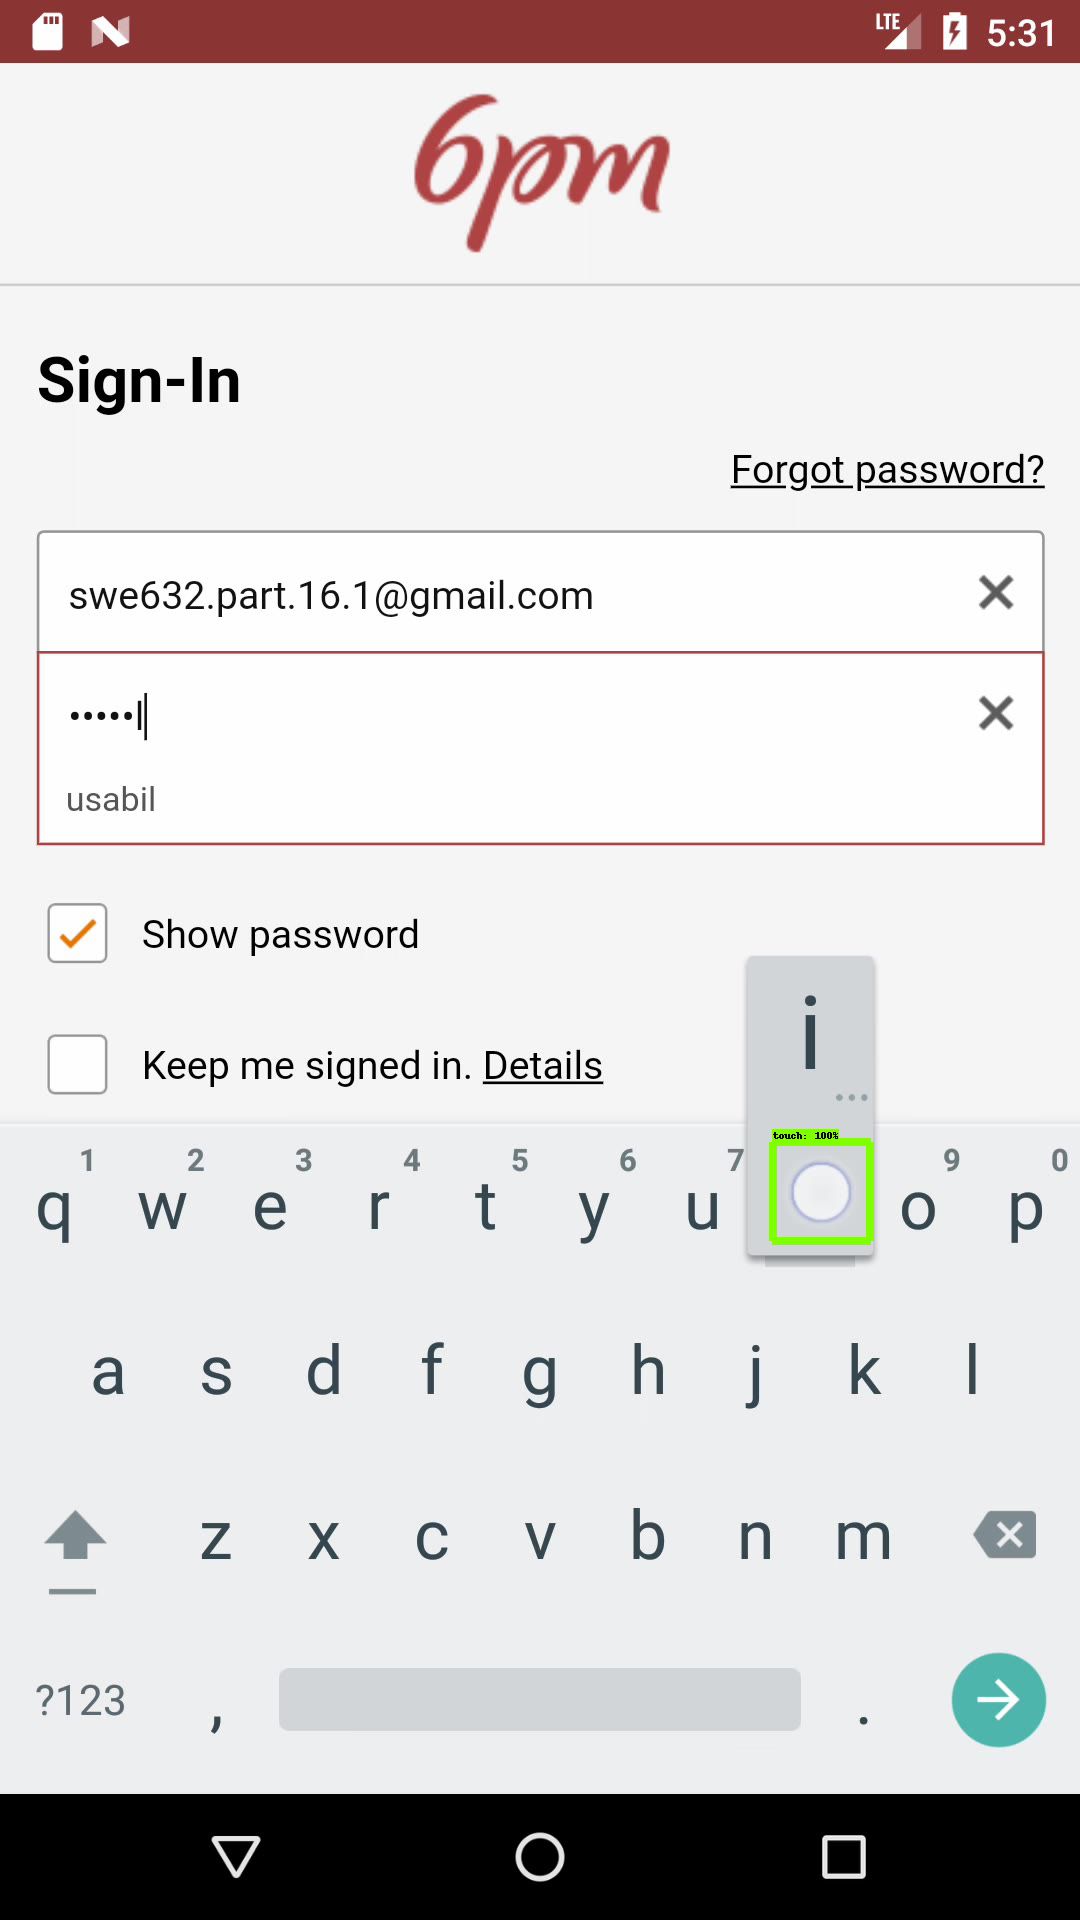 LTE 5:31
6pm
Sign-In
Forgot password?
swe632.part.16.1@gmail.com
•••••l
usabil
Show password
Keep me signed in. Details
i
...
touch: 100%
1 2 3 4 5 6 7 9 0
q w e r t y u o p
a s d f g h j k l
z x c v b n m
?123 , .